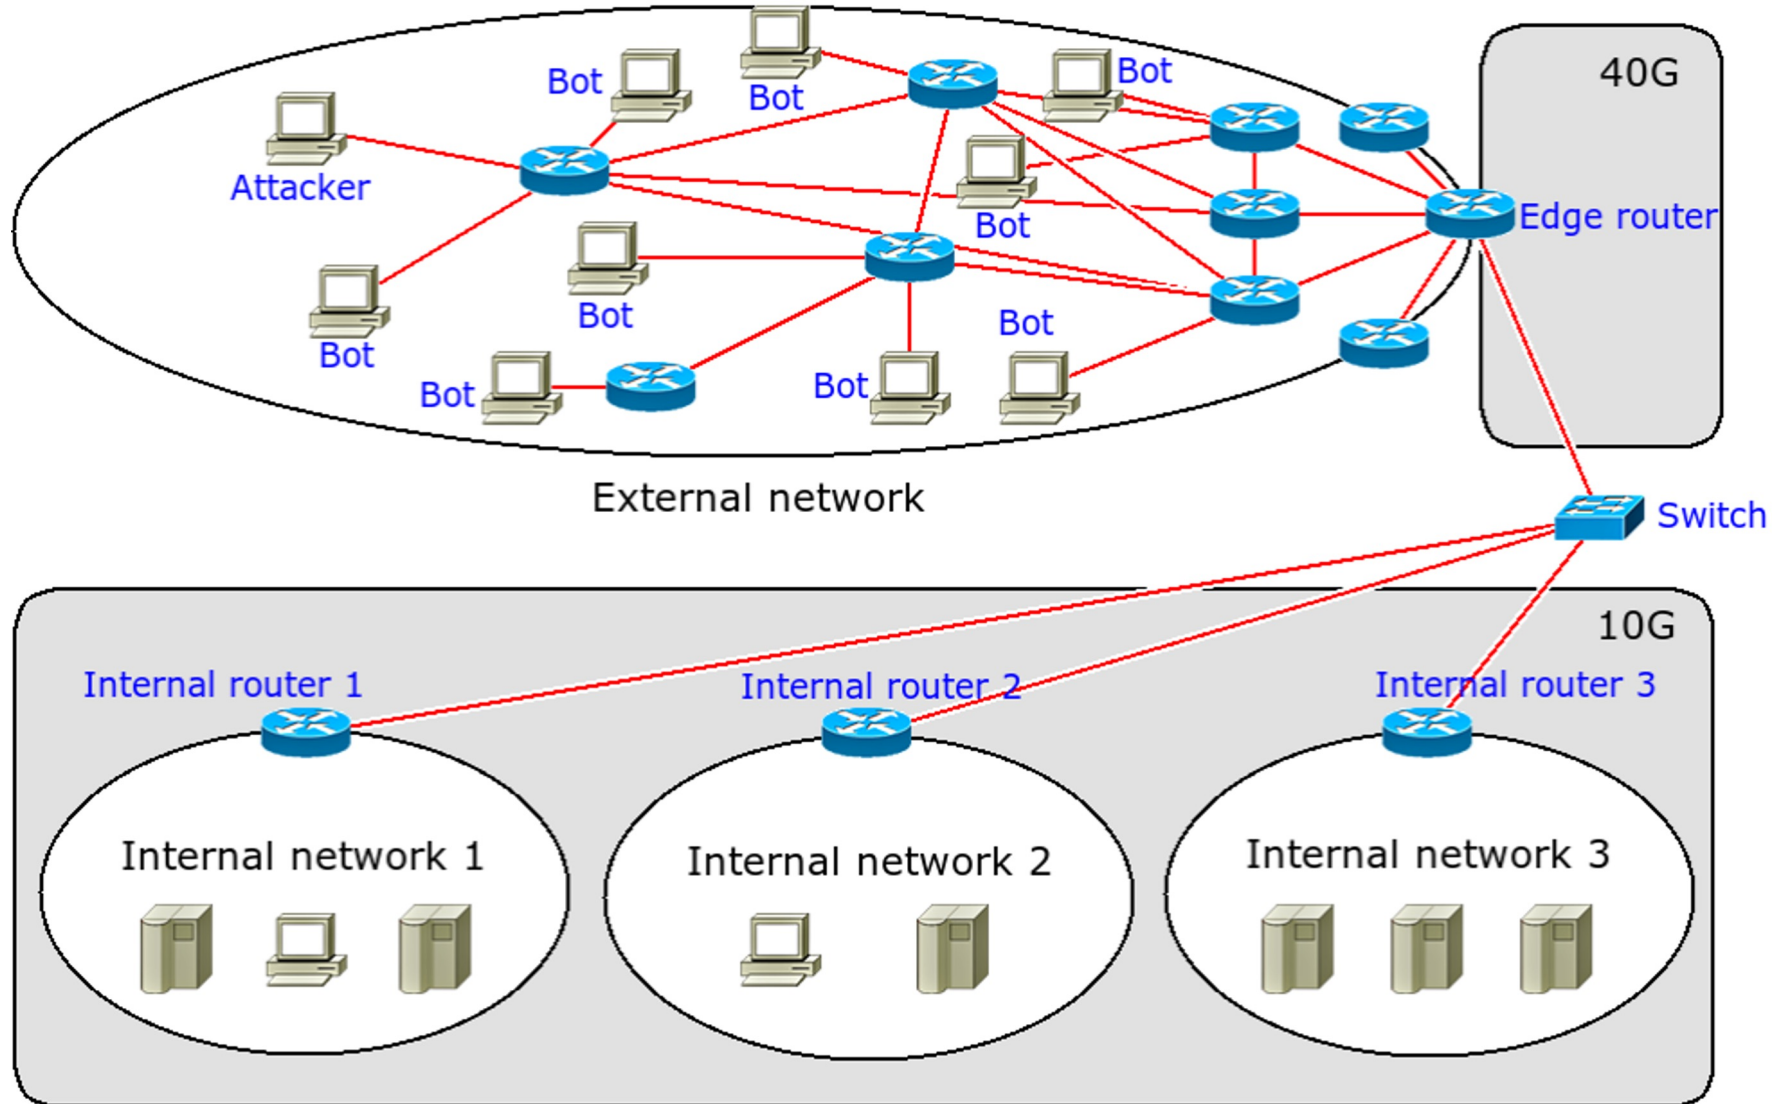 Bot
Bot
Bot
40G
Attacker
Edge router
Bot
Bot
Bot
Bot
Bot
Bot
External network
Switch
10G
Internal router 1
Internal router 2
Internal router 3
Internal network 1
Internal network 2
Internal network 3